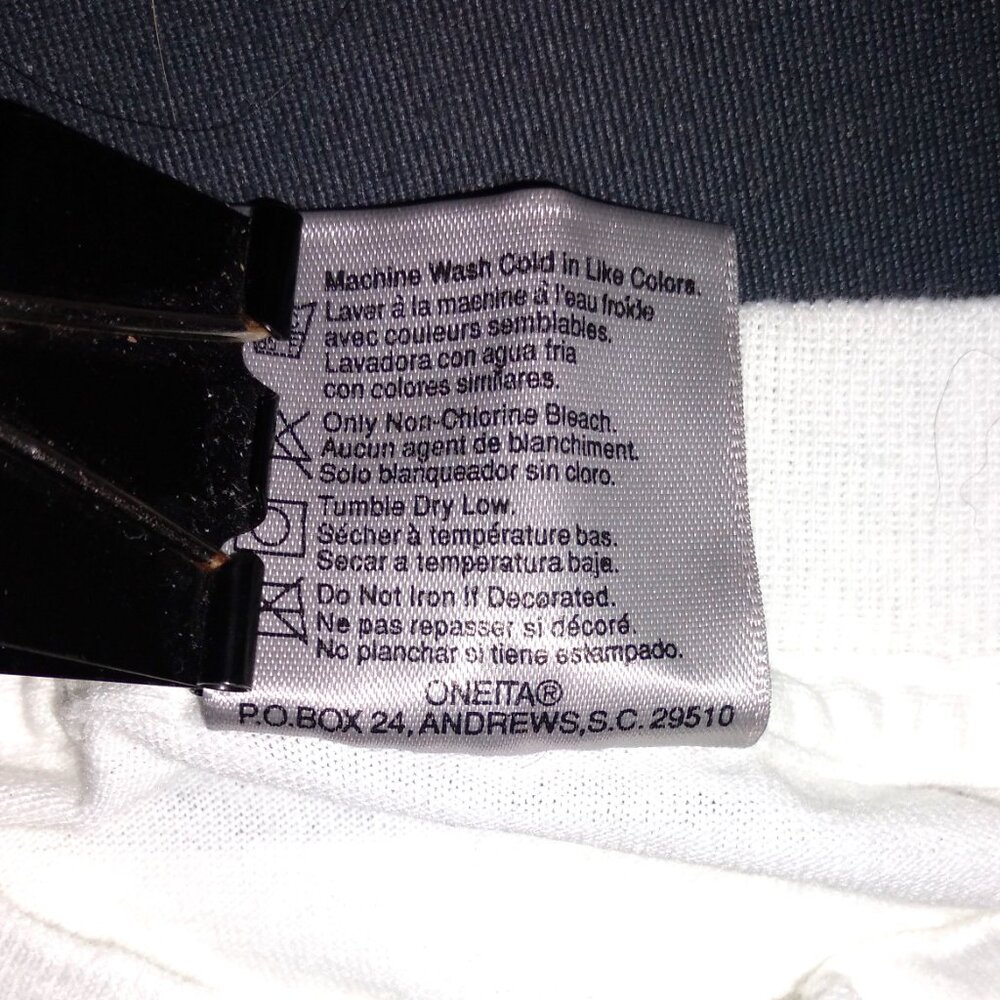 Machine Wash Cold in Like Colors.
Laver à la machine à l'eau froide
avec couleurs semblables.
Lavadora con agua fria
con colores similares.
Only Non-Chlorine Bleach.
Aucun agent de blanchiment.
Solo blanqueador sin cloro.
Tumble Dry Low.
Sécher à température bas.
Secar a temperatura baja.
Do Not Iron If Decorated.
Ne pas repasser si décoré.
No planchar si tiene estampado.
ONEITA®
P.O.BOX 24, ANDREWS,S.C. 29510